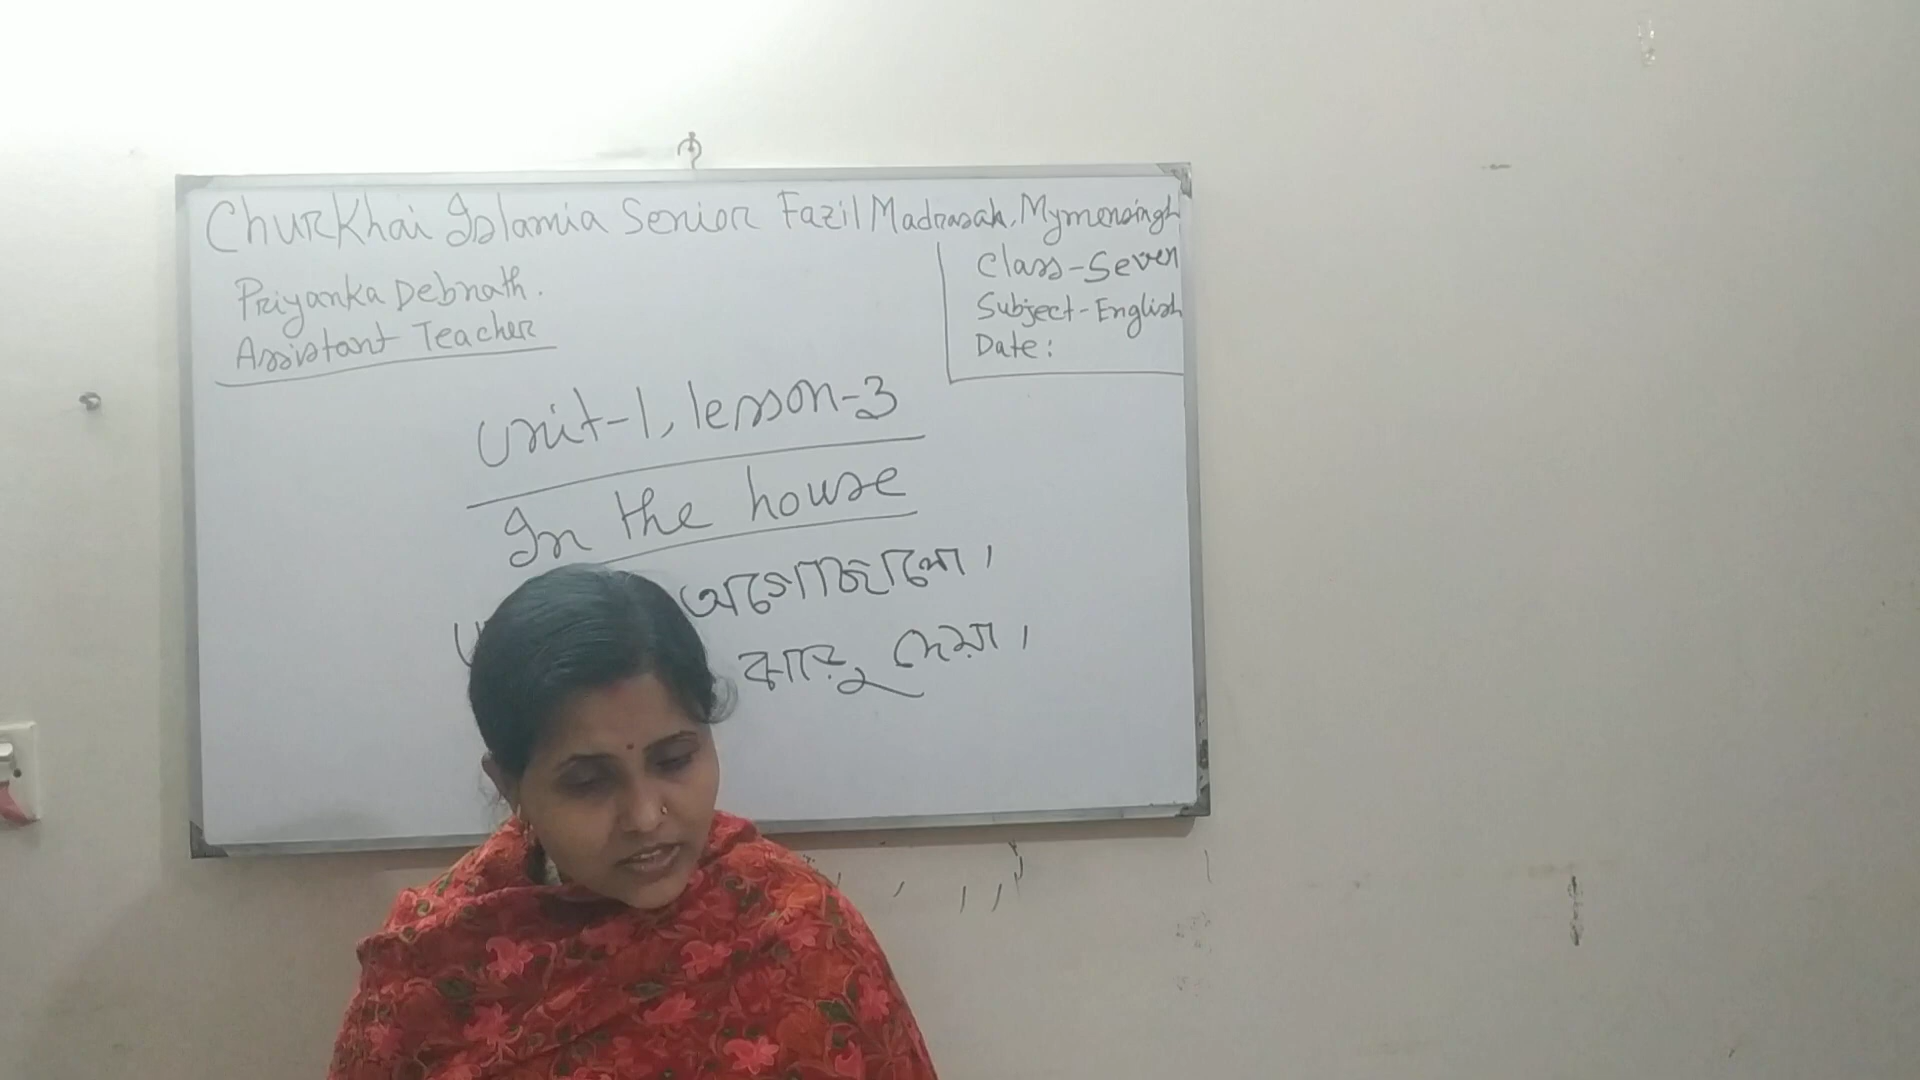 Churkhai Islamia Senior Fazil Madrasah, Mymensingh
Priyanka Debnath.
Assistant Teacher
Class-Seven
Subject-English
Date:
Unit-1, lesson-3
In the house
অগোছালো।
ঝাড়ু দেয়া।